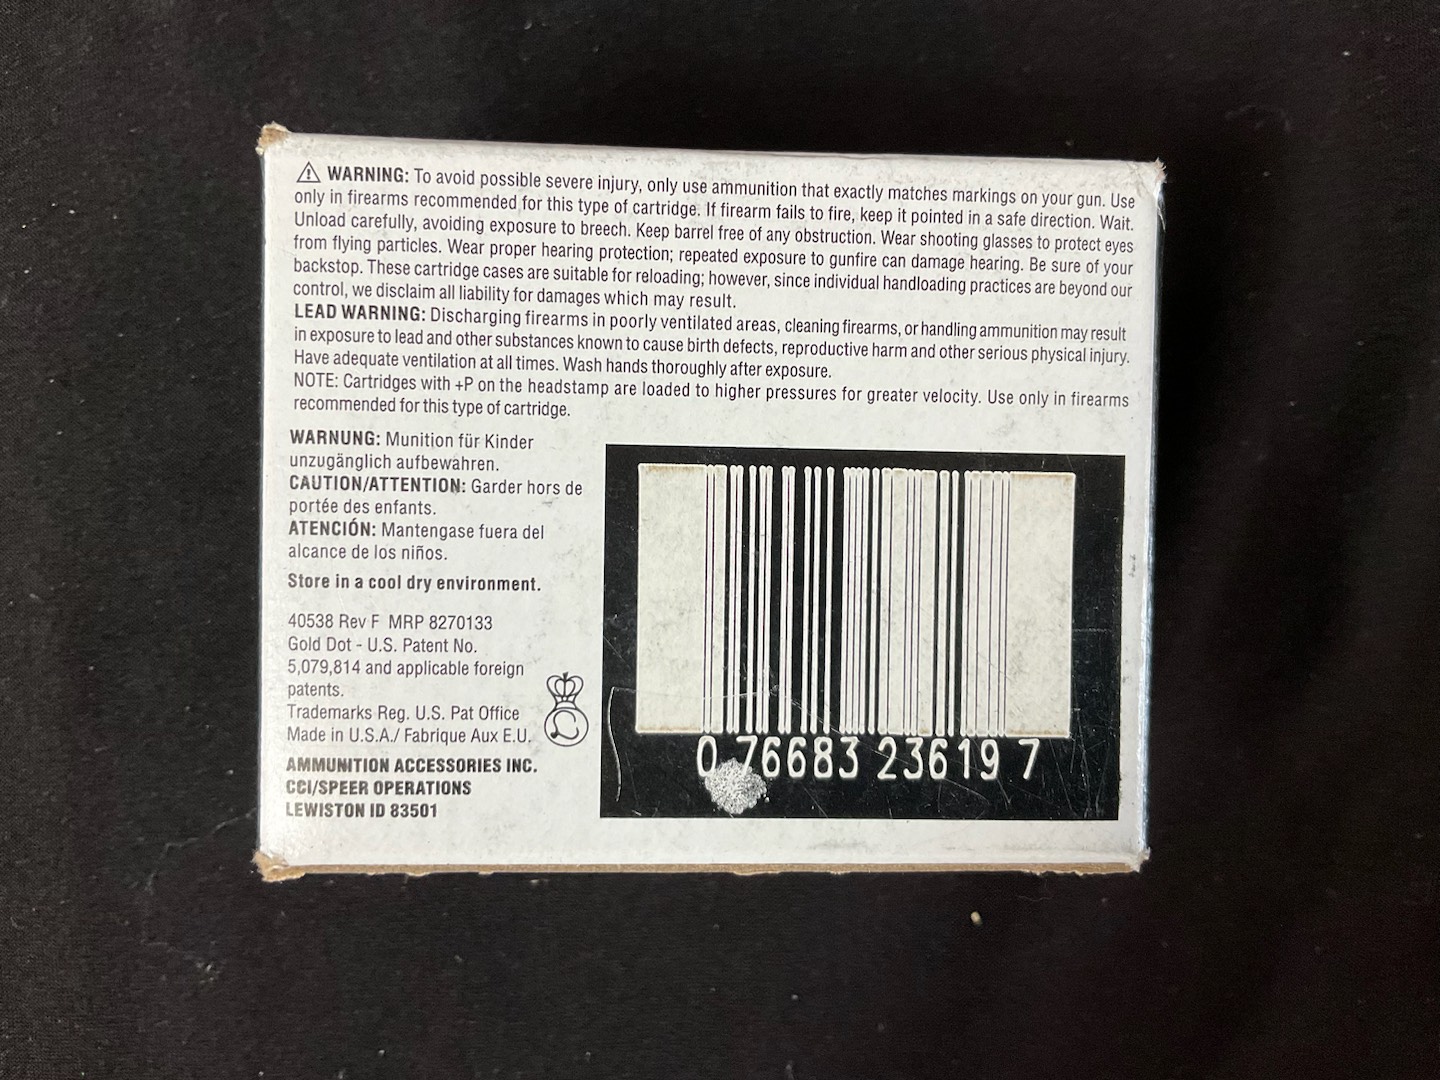 ⚠ WARNING: To avoid possible severe injury, only use ammunition that exactly matches markings on your gun. Use
only in firearms recommended for this type of cartridge. If firearm fails to fire, keep it pointed in a safe direction. Wait.
Unload carefully, avoiding exposure to breech. Keep barrel free of any obstruction. Wear shooting glasses to protect eyes
from flying particles. Wear proper hearing protection; repeated exposure to gunfire can damage hearing. Be sure of your
backstop. These cartridge cases are suitable for reloading; however, since individual handloading practices are beyond our
control, we disclaim all liability for damages which may result.
LEAD WARNING: Discharging firearms in poorly ventilated areas, cleaning firearms, or handling ammunition may result
in exposure to lead and other substances known to cause birth defects, reproductive harm and other serious physical injury.
Have adequate ventilation at all times. Wash hands thoroughly after exposure.
NOTE: Cartridges with +P on the headstamp are loaded to higher pressures for greater velocity. Use only in firearms
recommended for this type of cartridge.
WARNUNG: Munition für Kinder
unzugänglich aufbewahren.
CAUTION/ATTENTION: Garder hors de
portée des enfants.
ATENCIÓN: Mantengase fuera del
alcance de los niños.
Store in a cool dry environment.
40538 Rev F MRP 8270133
Gold Dot - U.S. Patent No.
5,079,814 and applicable foreign
patents.
Trademarks Reg. U.S. Pat Office
Made in U.S.A./ Fabrique Aux E.U.
AMMUNITION ACCESSORIES INC.
CCI/SPEER OPERATIONS
LEWISTON ID 83501
0 76683 23619 7